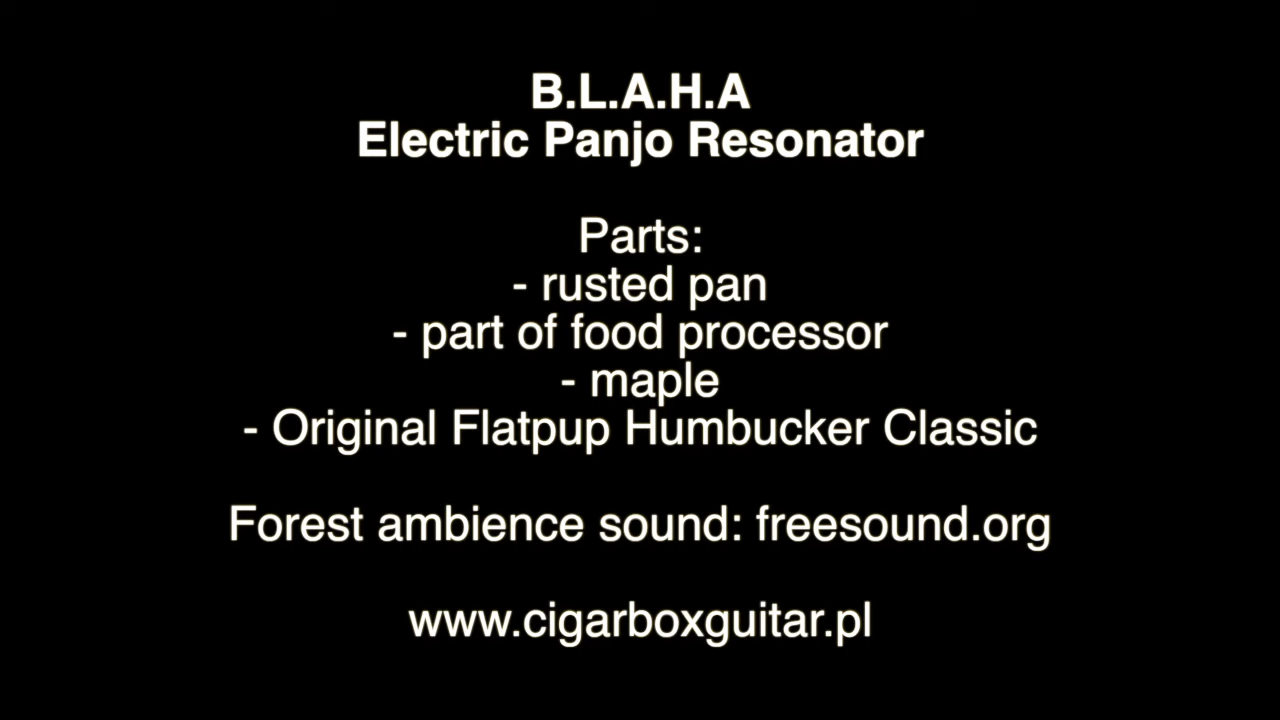 B.L.A.H.A
Electric Panjo Resonator
Parts:
- rusted pan
- part of food processor
- maple
- Original Flatpup Humbucker Classic
Forest ambience sound: freesound.org
www.cigarboxguitar.pl